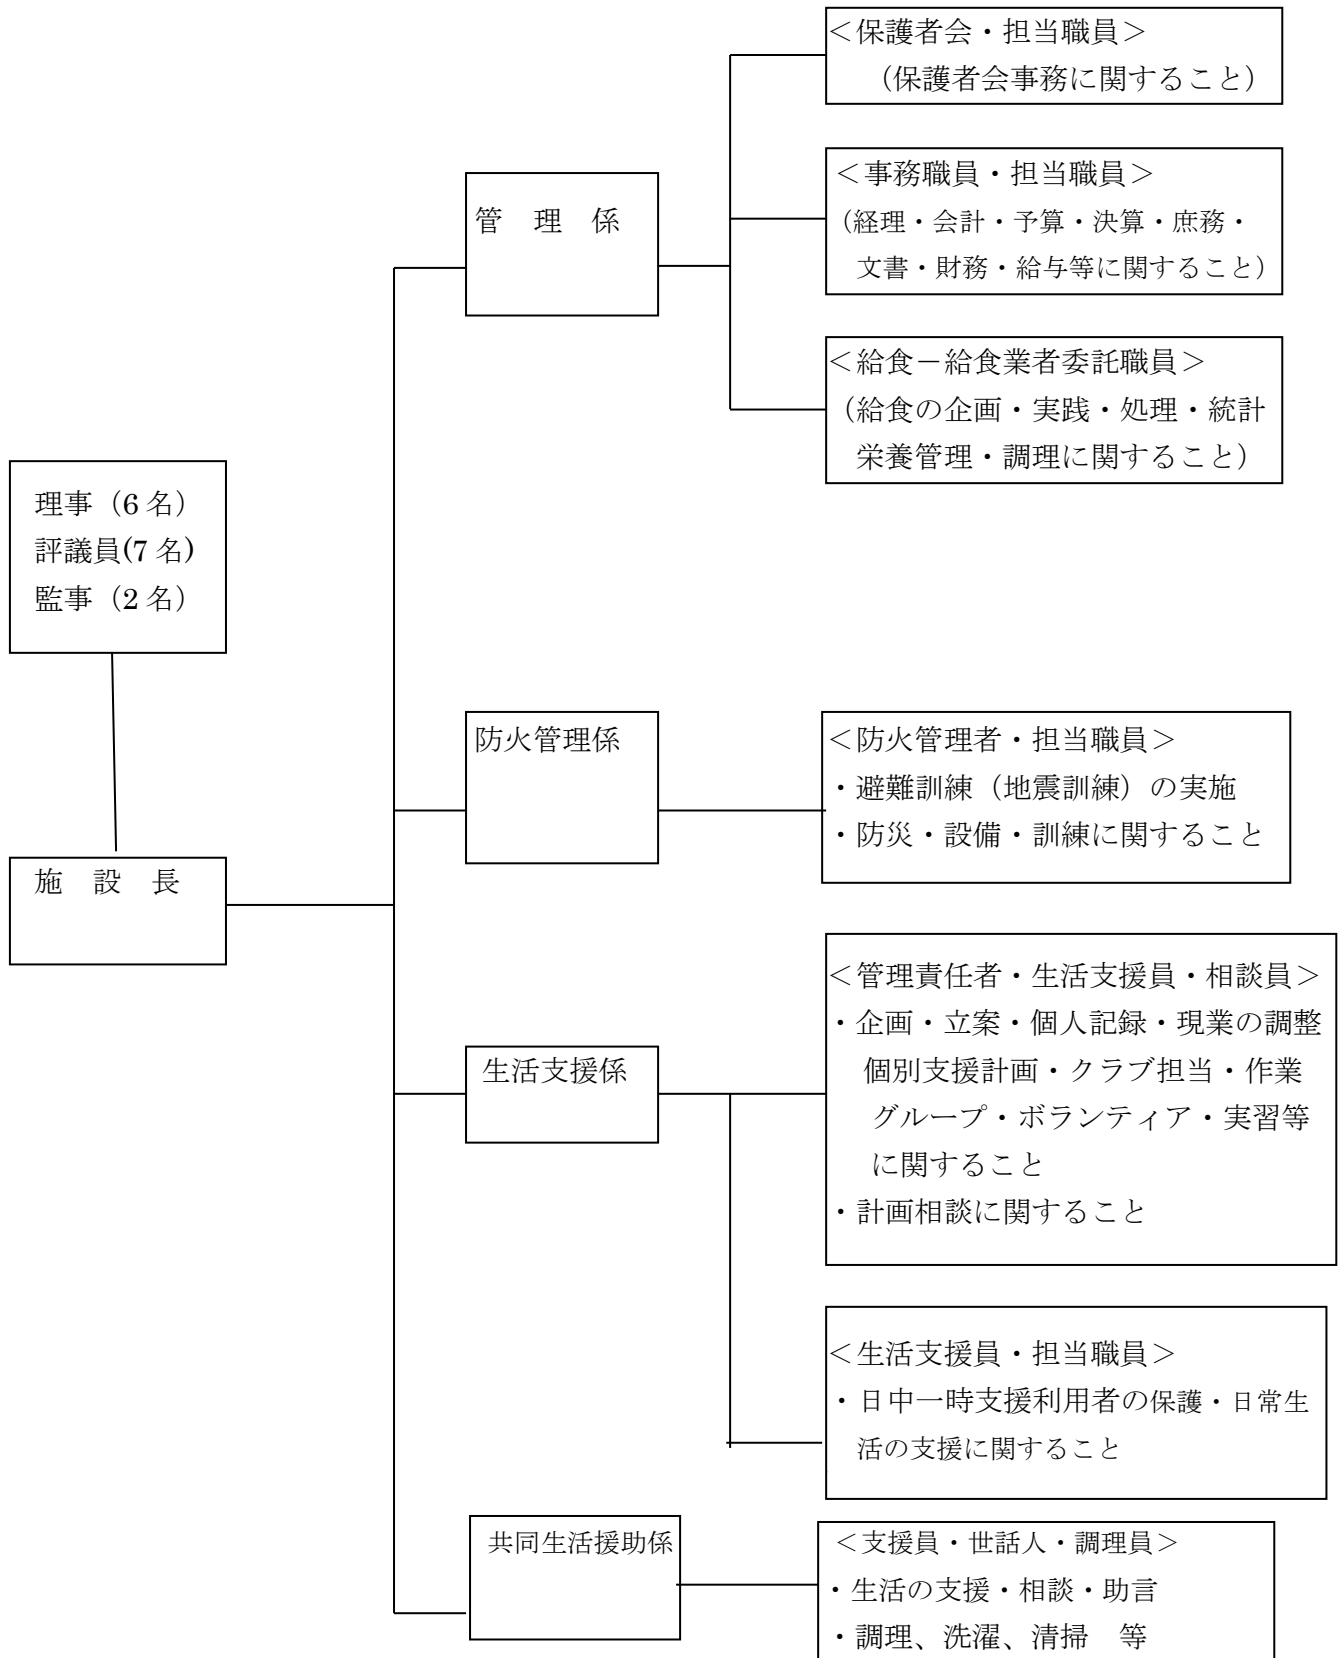 ＜保護者会・担当職員＞
（保護者会事務に関すること）
管　理　係
＜事務職員・担当職員＞
（経理・会計・予算・決算・庶務・
文書・財務・給与等に関すること）
＜給食－給食業者委託職員＞
（給食の企画・実践・処理・統計
栄養管理・調理に関すること）
理事（6 名）
評議員(7 名)
監事（2 名）
施　設　長
防火管理係
＜防火管理者・担当職員＞
・避難訓練（地震訓練）の実施
・防災・設備・訓練に関すること
生活支援係
＜管理責任者・生活支援員・相談員＞
・企画・立案・個人記録・現業の調整
個別支援計画・クラブ担当・作業
グループ・ボランティア・実習等
に関すること
・計画相談に関すること
＜生活支援員・担当職員＞
・日中一時支援利用者の保護・日常生
活の支援に関すること
共同生活援助係
＜支援員・世話人・調理員＞
・生活の支援・相談・助言
・調理、洗濯、清掃　等